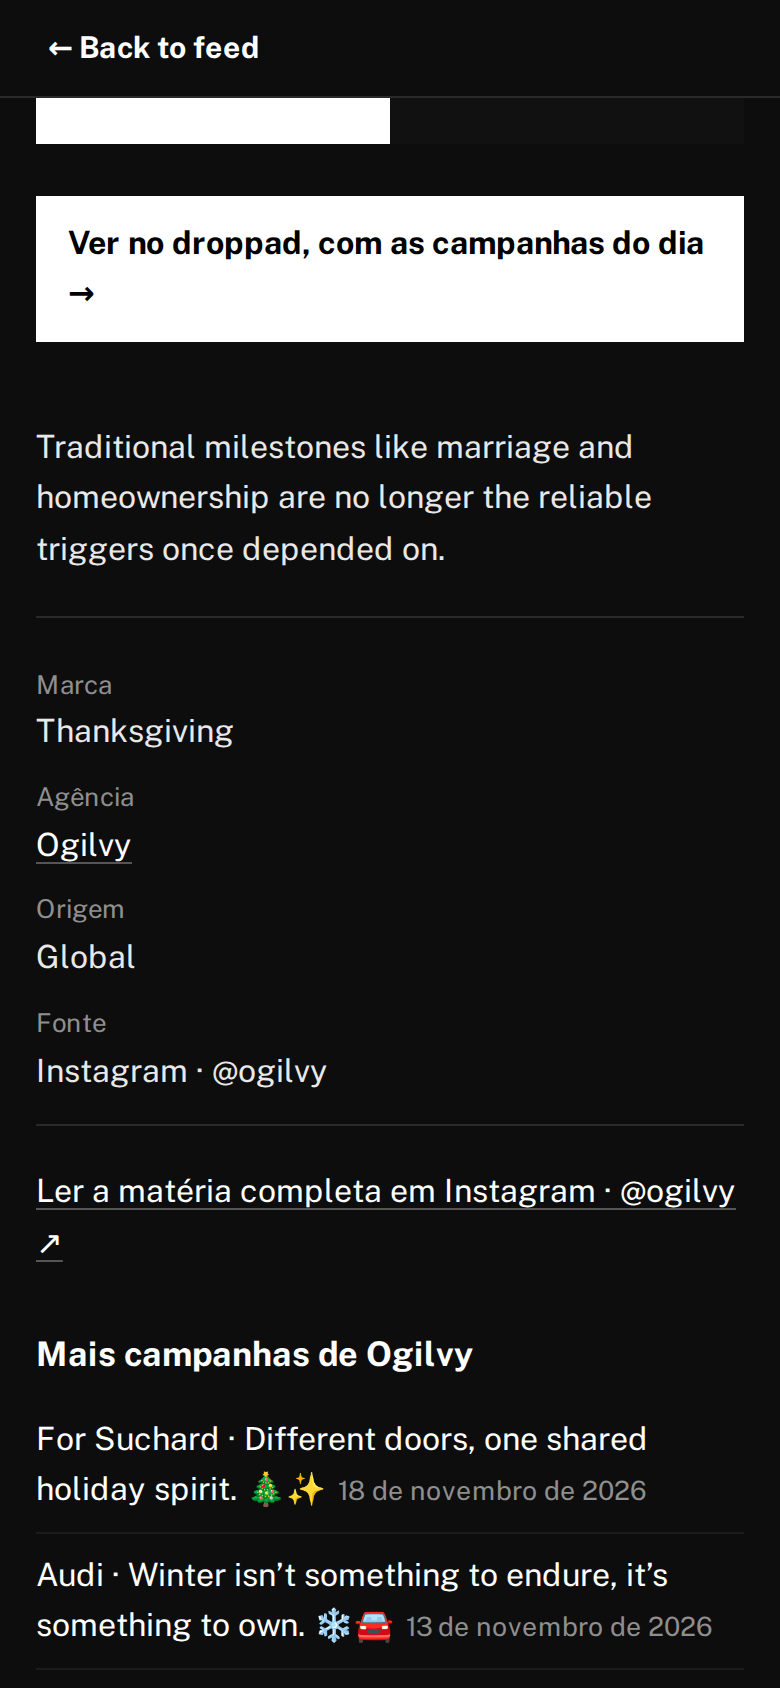 ← Back to feed
Ver no droppad, com as campanhas do dia
→
Traditional milestones like marriage and
homeownership are no longer the reliable
triggers once depended on.
Marca
Thanksgiving
Agência
Ogilvy
Origem
Global
Fonte
Instagram · @ogilvy
Ler a matéria completa em Instagram · @ogilvy
↗
Mais campanhas de Ogilvy
For Suchard · Different doors, one shared
holiday spirit. 🎄✨ 18 de novembro de 2026
Audi · Winter isn’t something to endure, it’s
something to own. ❄️🚘 13 de novembro de 2026